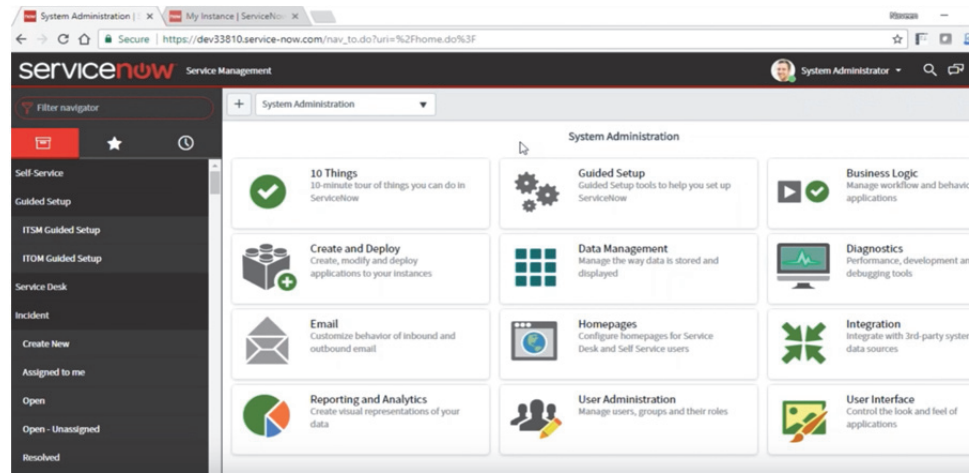 System Administration |
My Instance | ServiceNo
Secure | https://dev33810.service-now.com/nav_to.do?uri=%2Fhome.do%3F
servicenow Service Management
System Administrator
Filter navigator
System Administration
System Administration
Self-Service
Guided Setup
ITSM Guided Setup
ITOM Guided Setup
Service Desk
Incident
Create New
Assigned to me
Open
Open - Unassigned
Resolved
10 Things
10-minute tour of things you can do in
ServiceNow
Guided Setup
Guided Setup tools to help you set up
ServiceNow
Business Logic
Manage workflow and behavio
applications
Create and Deploy
Create, modify and deploy
applications to your instances
Data Management
Manage the way data is stored and
displayed
Diagnostics
Performance, development an
debugging tools
Email
Customize behavior of inbound and
outbound email
Homepages
Configure homepages for Service
Desk and Self Service users
Integration
Integrate with 3rd-party system
data sources
Reporting and Analytics
Create visual representations of your
data
User Administration
Manage users, groups and their roles
User Interface
Control the look and feel of
applications